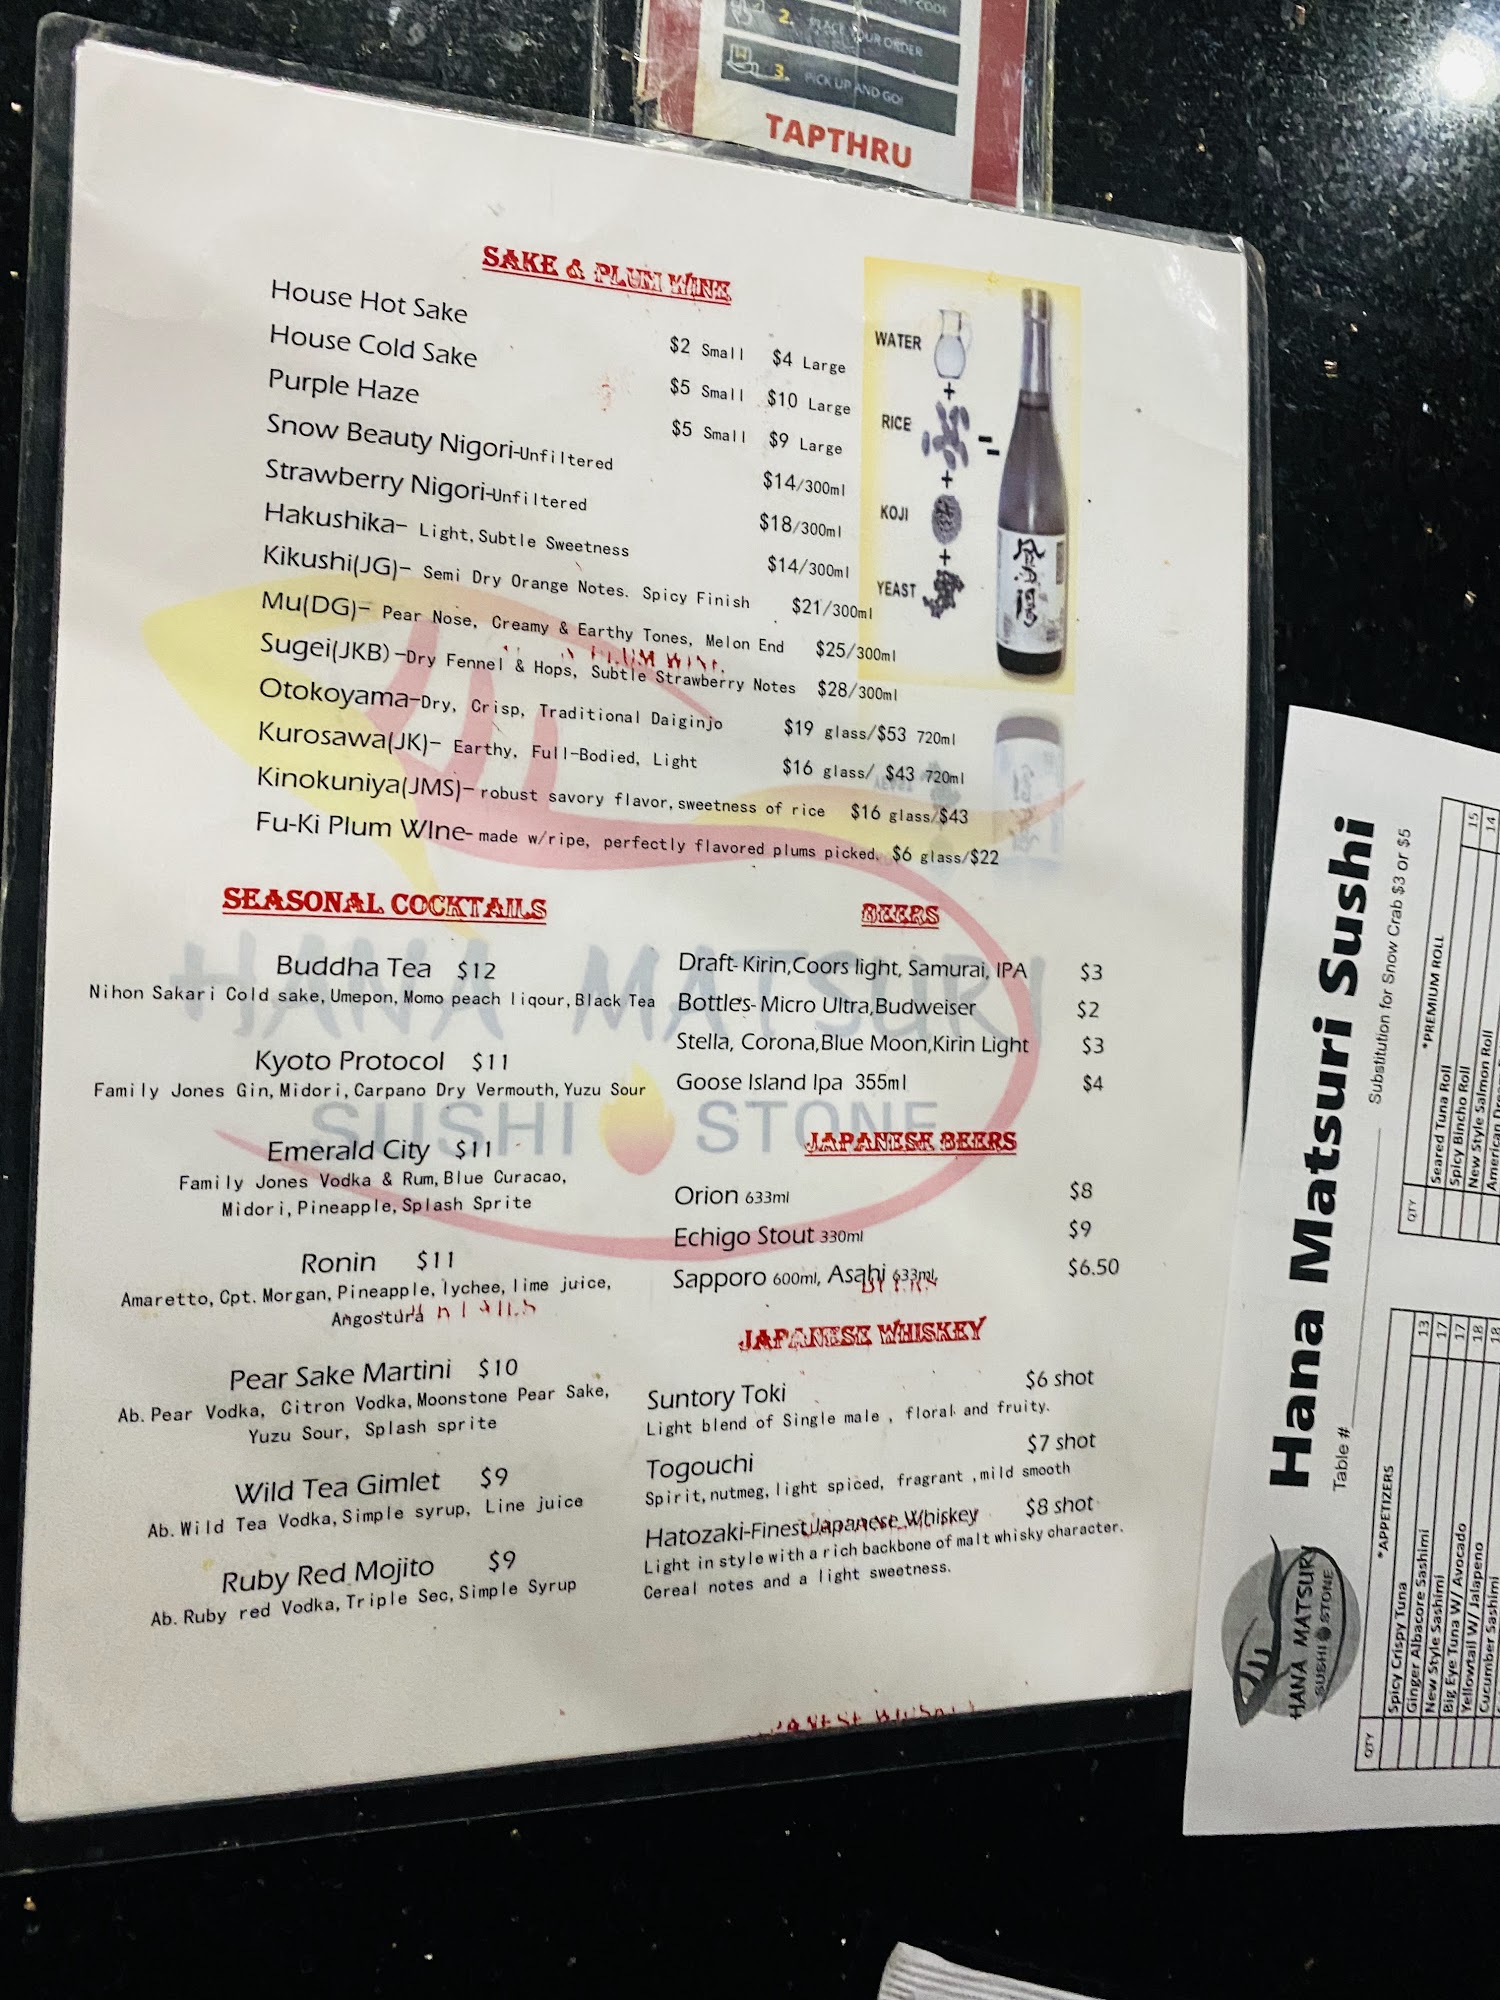 2. PLACE YOUR ORDER
3. PICK UP AND GO!
TAPTHRU
SAKE & PLUM WINE
House Hot Sake $2 Small $4 Large
House Cold Sake $5 Small $10 Large
Purple Haze $5 Small $9 Large
Snow Beauty Nigori-Unfiltered $14/300ml
Strawberry Nigori-Unfiltered $18/300ml
Hakushika- Light, Subtle Sweetness $14/300ml
Kikushi(JG)- Semi Dry Orange Notes. Spicy Finish $21/300ml
Mu(DG)- Pear Nose, Creamy & Earthy Tones, Melon End $25/300ml
Sugei(JKB)-Dry Fennel & Hops, Subtle Strawberry Notes $28/300ml
Otokoyama-Dry, Crisp, Traditional Daiginjo $19 glass/$53 720ml
Kurosawa(JK)- Earthy, Full-Bodied, Light $16 glass/ $43 720ml
Kinokuniya(JMS)- robust savory flavor, sweetness of rice $16 glass/$43
Fu-Ki Plum WIne- made w/ripe, perfectly flavored plums picked. $6 glass/$22
WATER
+
RICE
+
KOJI
+
YEAST
=
SEASONAL COCKTAILS
Buddha Tea $12
Nihon Sakari Cold sake, Umepon, Momo peach liqour, Black Tea
Kyoto Protocol $11
Family Jones Gin, Midori, Carpano Dry Vermouth, Yuzu Sour
Emerald City $11
Family Jones Vodka & Rum, Blue Curacao,
Midori, Pineapple, Splash Sprite
Ronin $11
Amaretto, Cpt. Morgan, Pineapple, lychee, lime juice,
Angostura
Pear Sake Martini $10
Ab. Pear Vodka, Citron Vodka, Moonstone Pear Sake,
Yuzu Sour, Splash sprite
Wild Tea Gimlet $9
Ab. Wild Tea Vodka, Simple syrup, Line juice
Ruby Red Mojito $9
Ab. Ruby red Vodka, Triple Sec, Simple Syrup
BEERS
Draft- Kirin,Coors light, Samurai, IPA $3
Bottles- Micro Ultra,Budweiser $2
Stella, Corona,Blue Moon,Kirin Light $3
Goose Island Ipa 355ml $4
JAPANESE BEERS
Orion 633ml $8
Echigo Stout 330ml $9
Sapporo 600ml, Asahi 633ml, $6.50
JAPANESE WHISKEY
Suntory Toki $6 shot
Light blend of Single male , floral and fruity.
Togouchi $7 shot
Spirit, nutmeg, light spiced, fragrant , mild smooth
Hatozaki-Finest Japanese Whiskey $8 shot
Light in style with a rich backbone of malt whisky character.
Cereal notes and a light sweetness.
HANA MATSURI
SUSHI STONE
Hana Matsuri Sushi
Table #
Substitution for Snow Crab $3 or $5
QTY *APPETIZERS
Spicy Crispy Tuna 13
Ginger Albacore Sashimi 17
New Style Sashimi 17
Big Eye Tuna W/ Avocado 18
Yellowtail W/ Jalapeno 18
Cucumber Sashimi
QTY *PREMIUM ROLL
Seared Tuna Roll 15
Spicy Bincho Roll 14
New Style Salmon Roll
American
HANA MATSURI
SUSHI STONE